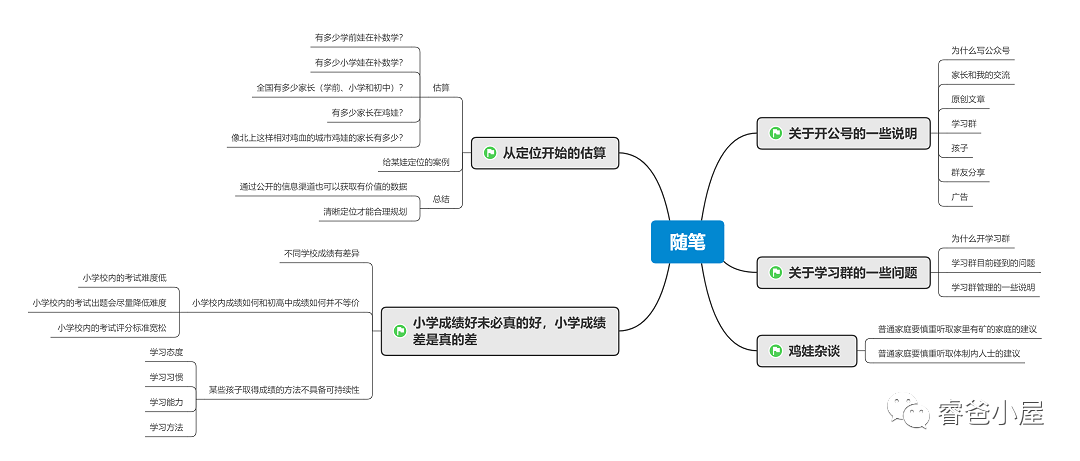 随笔
从定位开始的估算
估算
有多少学前娃在补数学？
有多少小学娃在补数学？
全国有多少家长（学前、小学和初中）？
有多少家长在鸡娃？
像北上这样相对鸡血的城市鸡娃的家长有多少？
给某娃定位的案例
总结
通过公开的信息渠道也可以获取有价值的数据
清晰定位才能合理规划
小学成绩好未必真的好，小学成绩
差是真的差
不同学校成绩有差异
小学校内成绩如何和初高中成绩如何并不等价
小学校内的考试难度低
小学校内的考试出题会尽量降低难度
小学校内的考试评分标准宽松
某些孩子取得成绩的方法不具备可持续性
学习态度
学习习惯
学习能力
学习方法
关于开公号的一些说明
为什么写公众号
家长和我的交流
原创文章
学习群
孩子
群友分享
广告
关于学习群的一些问题
为什么开学习群
学习群目前碰到的问题
学习群管理的一些说明
鸡娃杂谈
普通家庭要慎重听取家里有矿的家庭的建议
普通家庭要慎重听取体制内人士的建议
睿爸小屋